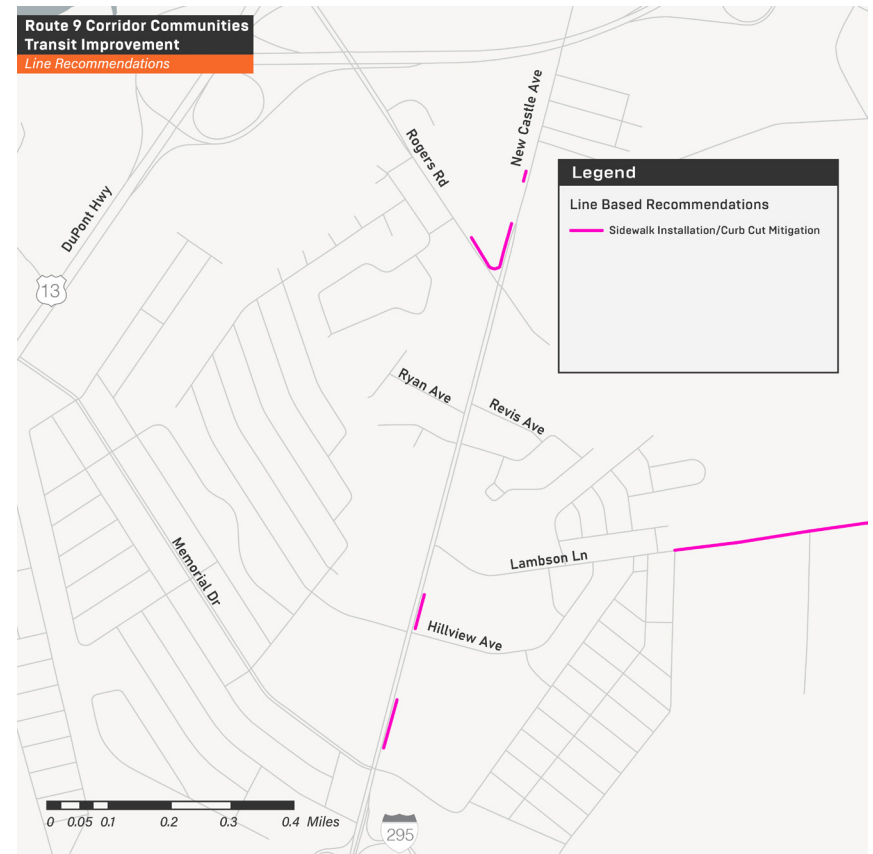 Route 9 Corridor Communities
Transit Improvement
Line Recommendations
New Castle Ave
Rogers Rd
DuPont Hwy
13
Legend
Line Based Recommendations
Sidewalk Installation/Curb Cut Mitigation
Ryan Ave
Revis Ave
Lambson Ln
Memorial Dr
Hillview Ave
0 0.05 0.1 0.2 0.3 0.4 Miles
295